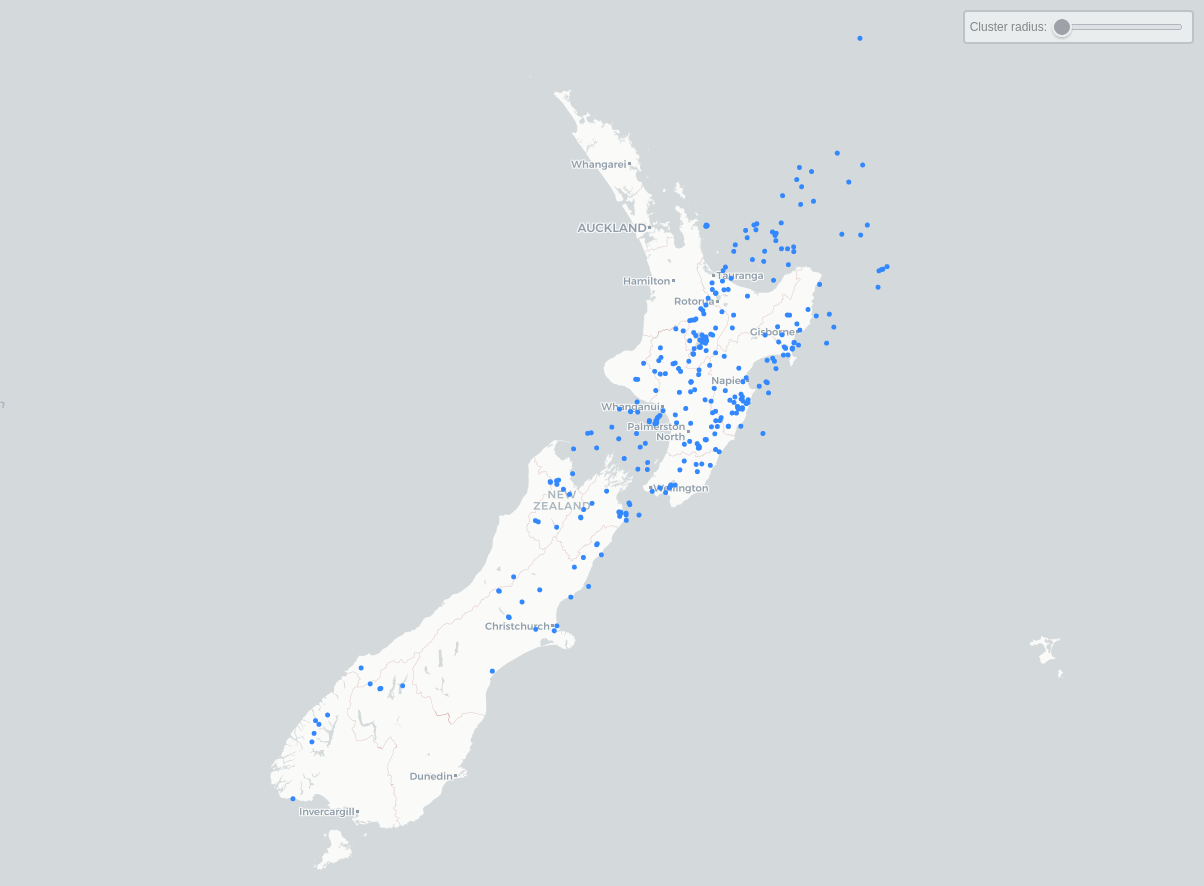 Cluster radius:
Whangarei
AUCKLAND
Hamilton
Tauranga
Rotorua
Gisborne
Napier
Whanganui
Palmerston
North
Wellington
NEW
ZEALAND
Christchurch
Dunedin
Invercargill